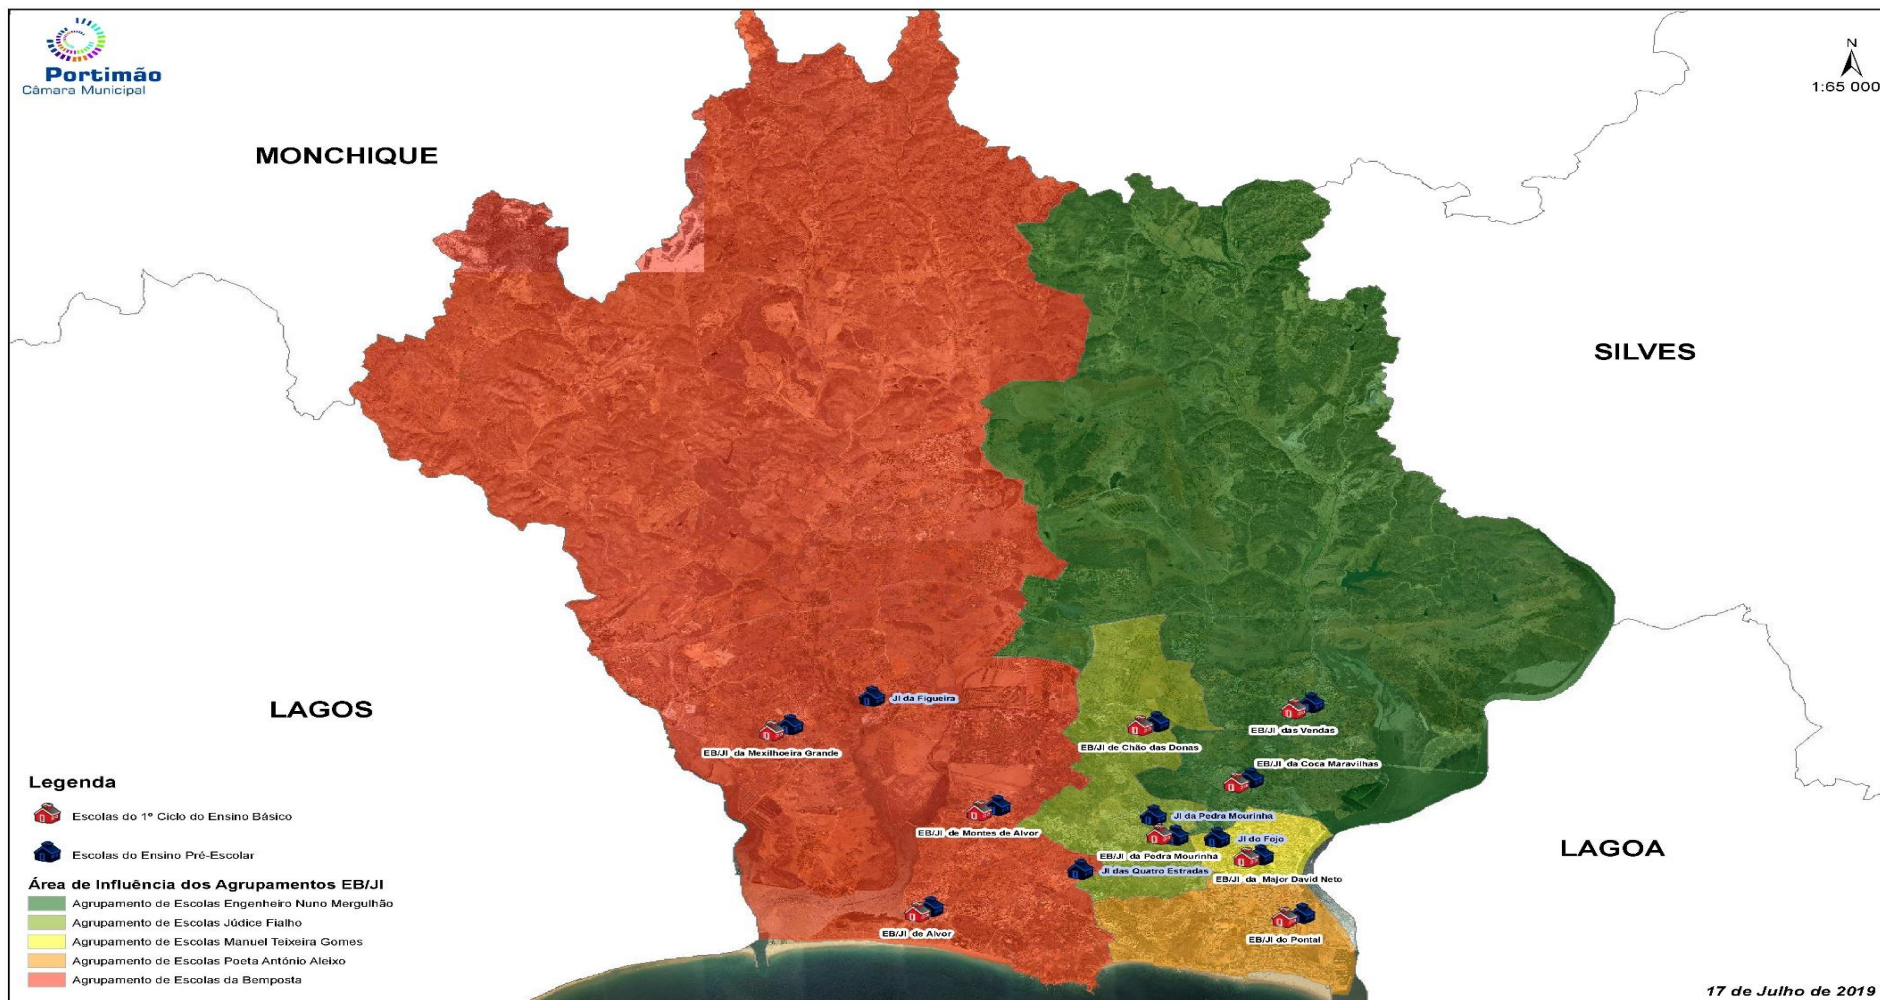 Portimão
Câmara Municipal
N
1:65 000
MONCHIQUE
SILVES
LAGOS
LAGOA
JI da Figueira
EB/JI da Mexilhoeira Grande
EB/JI de Chão das Donas
EB/JI das Vendas
EB/JI da Coca Maravilhas
EB/JI de Montes de Alvor
JI da Pedra Mourinha
JI do Fojo
EB/JI da Pedra Mourinha
JI das Quatro Estradas
EB/JI da Major David Neto
EB/JI de Alvor
EB/JI do Pontal
Legenda
Escolas do 1º Ciclo do Ensino Básico
Escolas do Ensino Pré-Escolar
Área de Influência dos Agrupamentos EB/JI
Agrupamento de Escolas Engenheiro Nuno Mergulhão
Agrupamento de Escolas Júdice Fialho
Agrupamento de Escolas Manuel Teixeira Gomes
Agrupamento de Escolas Poeta António Aleixo
Agrupamento de Escolas da Bemposta
17 de Julho de 2019